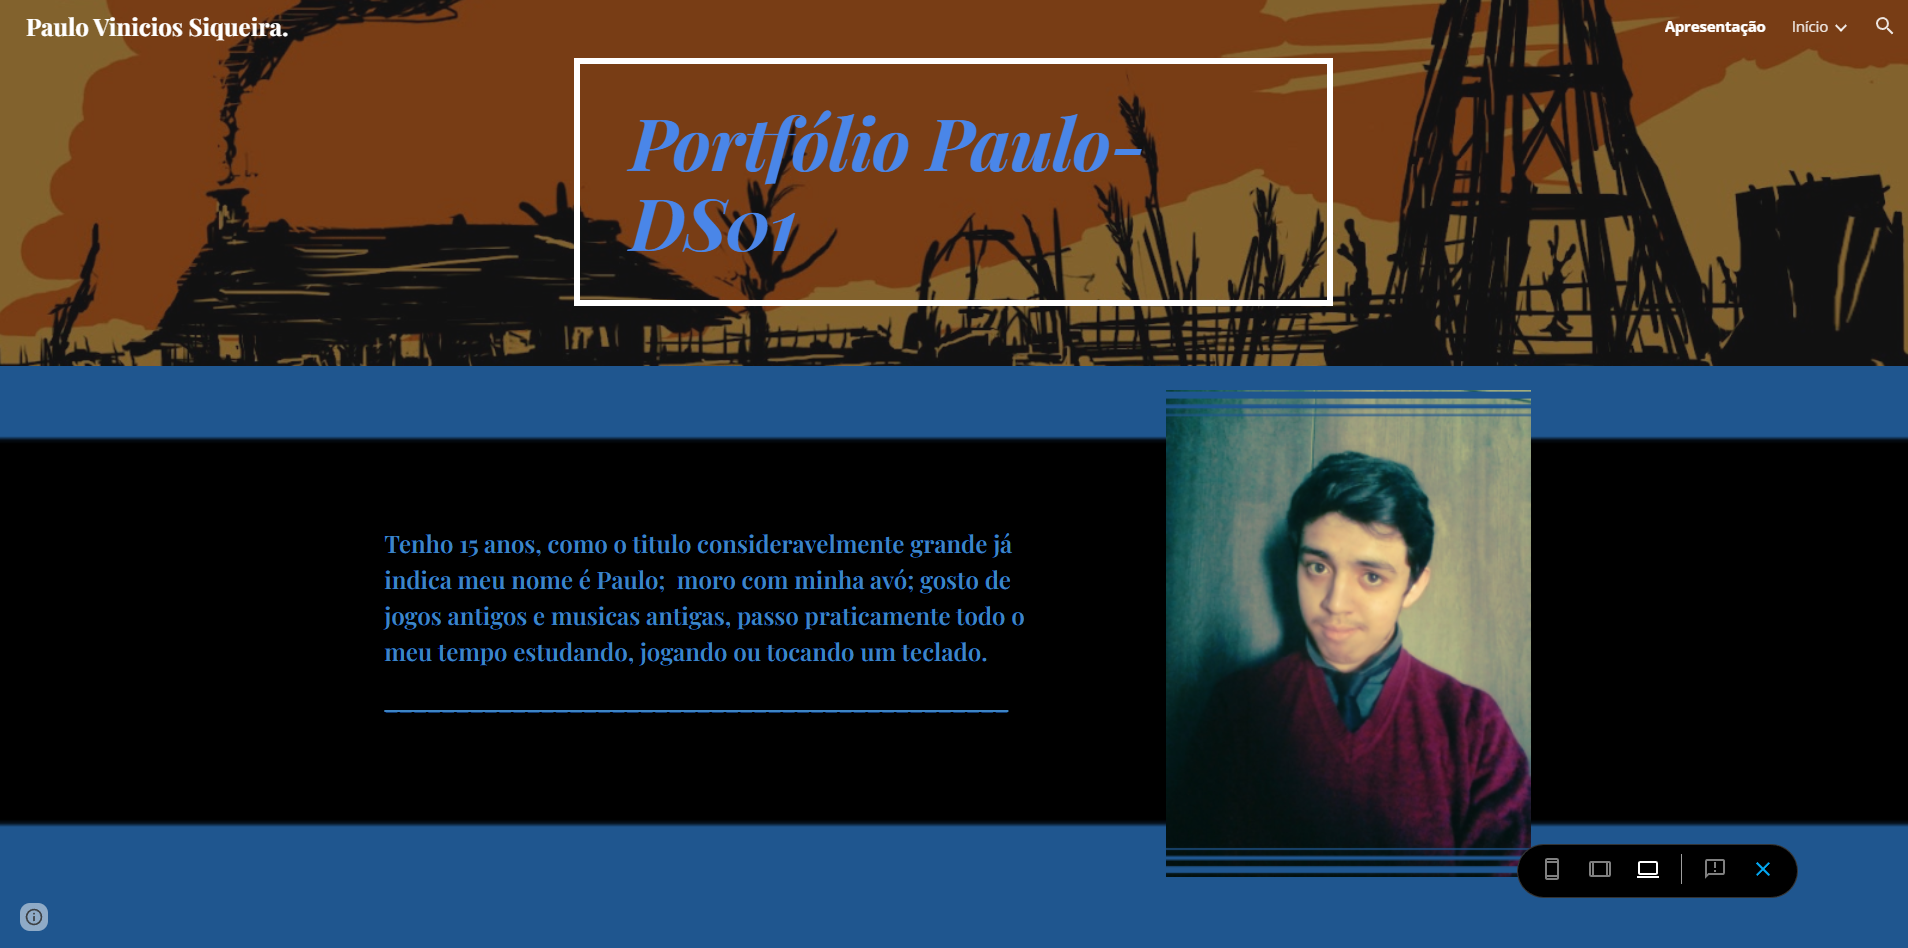 Paulo Vinicios Siqueira.
Apresentação
Início
Portfólio Paulo-
DS01
Tenho 15 anos, como o titulo consideravelmente grande já
indica meu nome é Paulo;  moro com minha avó; gosto de
jogos antigos e musicas antigas, passo praticamente todo o
meu tempo estudando, jogando ou tocando um teclado.